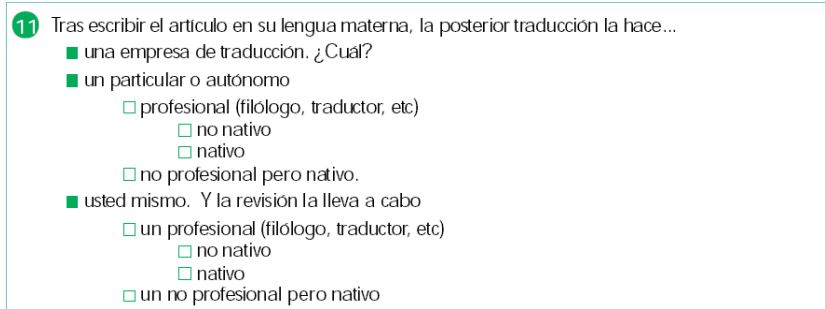 11 Tras escribir el artículo en su lengua materna, la posterior traducción la hace...
una empresa de traducción. ¿Cuál?
un particular o autónomo
profesional (filólogo, traductor, etc)
no nativo
nativo
no profesional pero nativo.
usted mismo. Y la revisión la lleva a cabo
un profesional (filólogo, traductor, etc)
no nativo
nativo
un no profesional pero nativo